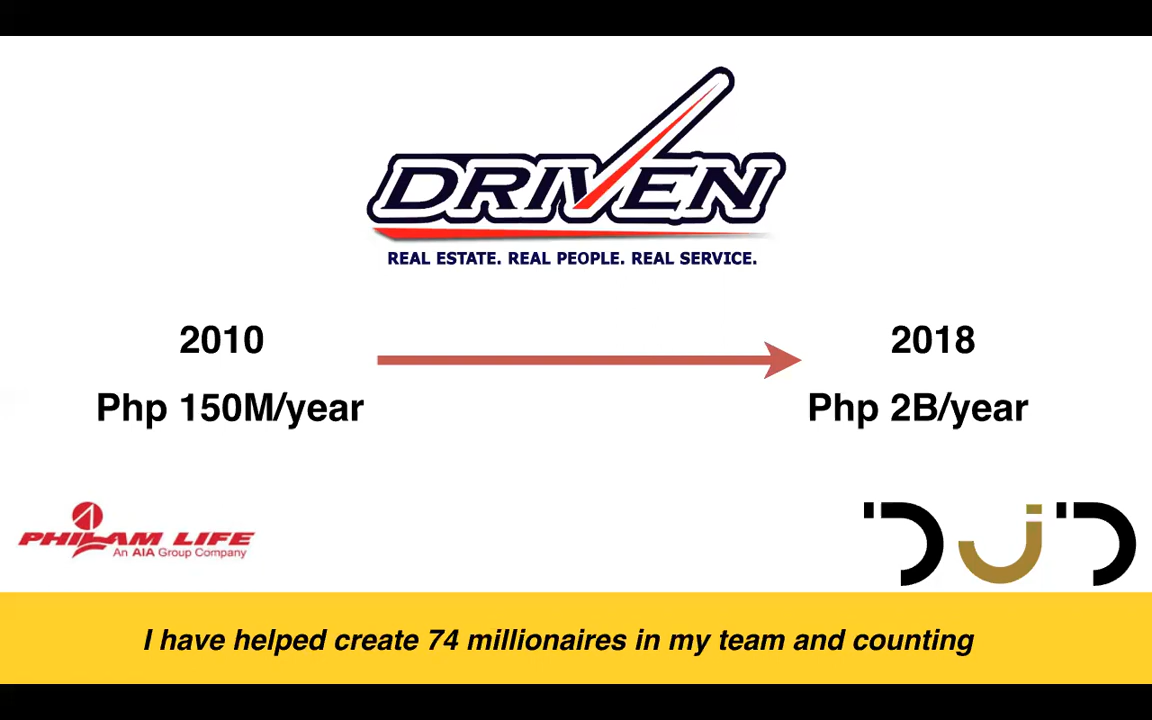 DRIVEN
REAL ESTATE. REAL PEOPLE. REAL SERVICE.
2010
2018
Php 150M/year
Php 2B/year
PHILAM LIFE
An AIA Group Company
DJD
I have helped create 74 millionaires in my team and counting